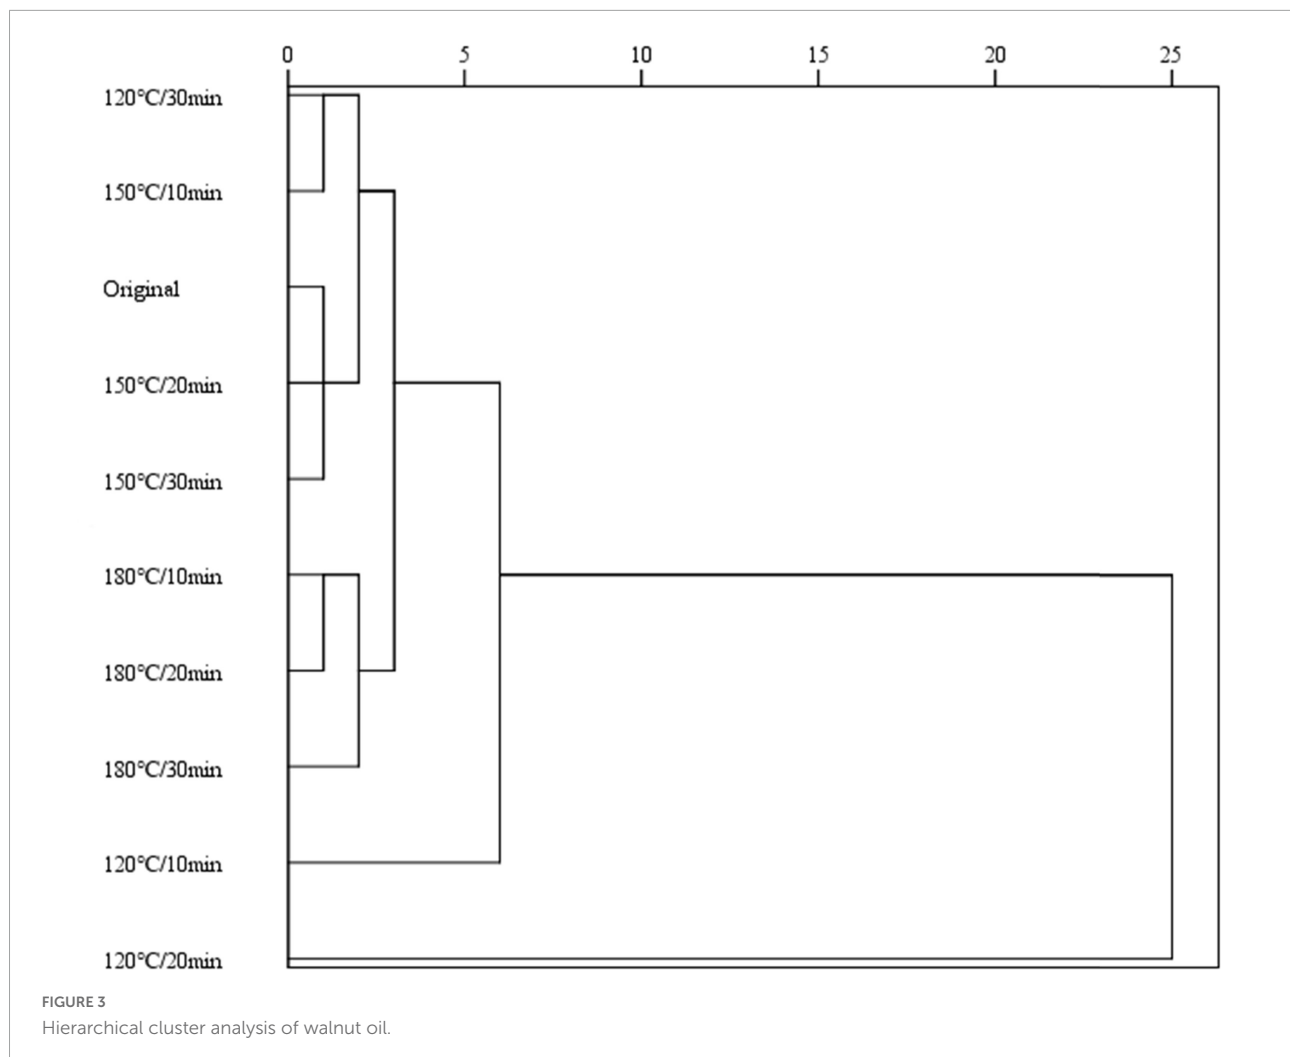 0 5 10 15 20 25
120°C/30min
150°C/10min
Original
150°C/20min
150°C/30min
180°C/10min
180°C/20min
180°C/30min
120°C/10min
120°C/20min
FIGURE 3
Hierarchical cluster analysis of walnut oil.